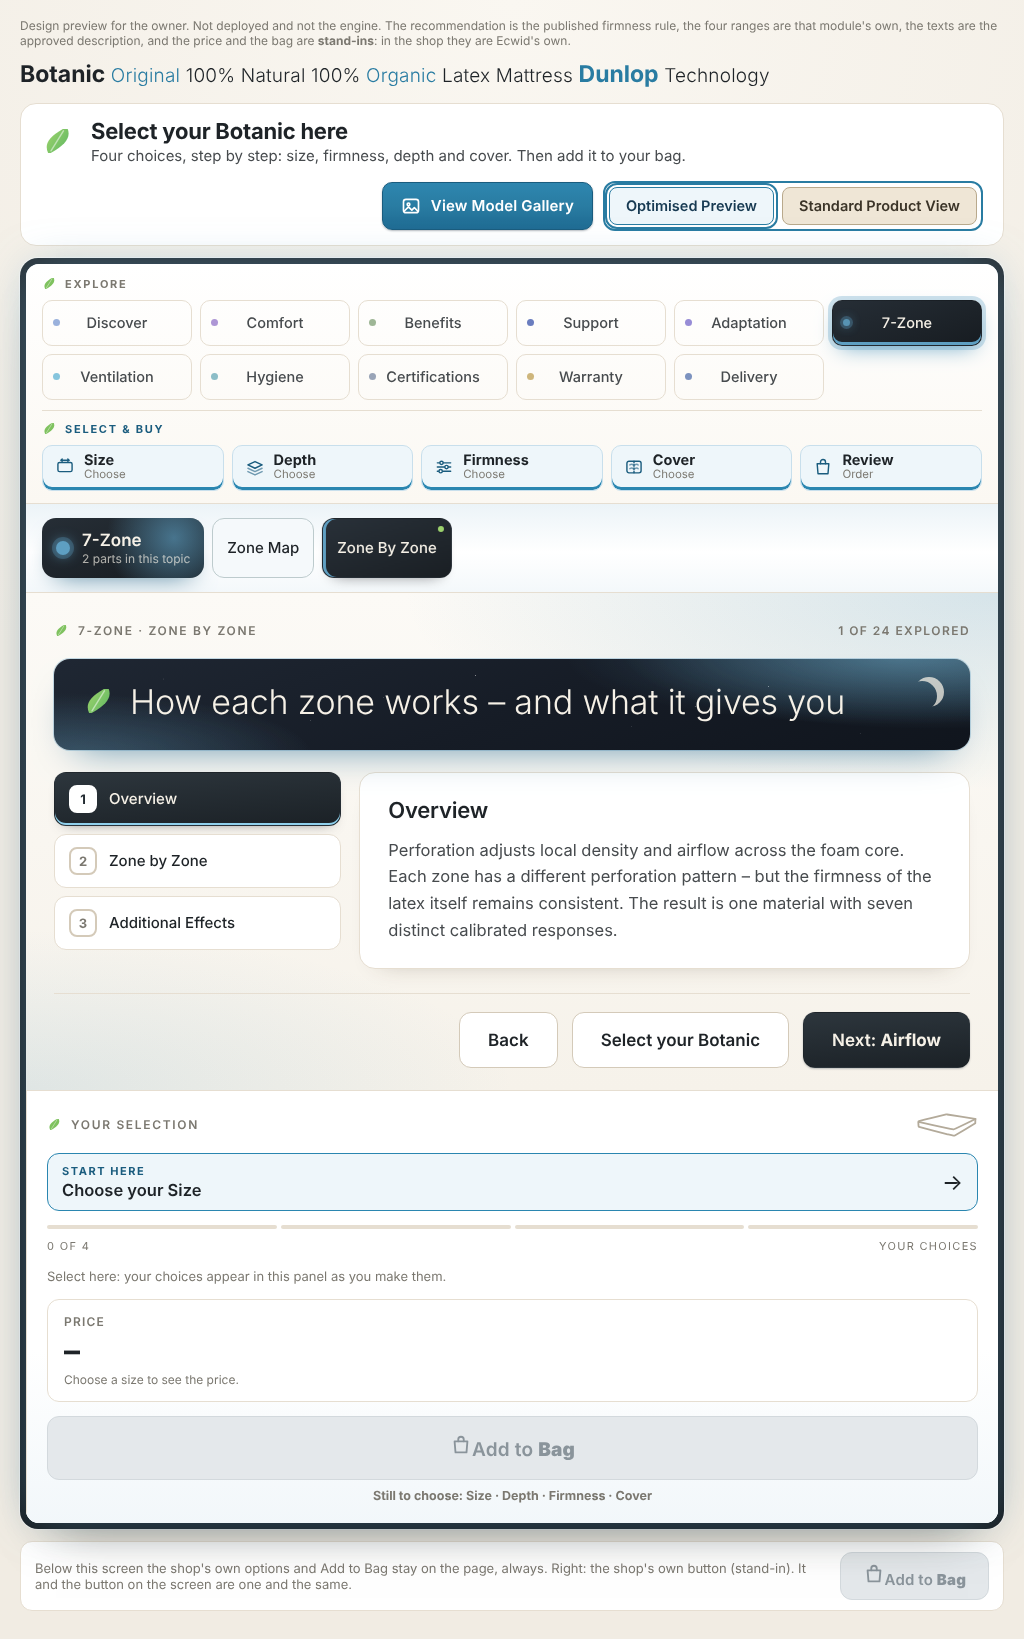 Design preview for the owner. Not deployed and not the engine. The recommendation is the published firmness rule, the four ranges are that module's own, the texts are the
approved description, and the price and the bag are stand-ins: in the shop they are Ecwid's own.
Botanic Original 100% Natural 100% Organic Latex Mattress Dunlop Technology
Select your Botanic here
Four choices, step by step: size, firmness, depth and cover. Then add it to your bag.
View Model Gallery
Optimised Preview
Standard Product View
EXPLORE
Discover
Comfort
Benefits
Support
Adaptation
7-Zone
Ventilation
Hygiene
Certifications
Warranty
Delivery
SELECT & BUY
Size
Choose
Depth
Choose
Firmness
Choose
Cover
Choose
Review
Order
7-Zone
2 parts in this topic
Zone Map
Zone By Zone
7-ZONE · ZONE BY ZONE
1 OF 24 EXPLORED
How each zone works – and what it gives you
1 Overview
2 Zone by Zone
3 Additional Effects
Overview
Perforation adjusts local density and airflow across the foam core.
Each zone has a different perforation pattern – but the firmness of the
latex itself remains consistent. The result is one material with seven
distinct calibrated responses.
Back
Select your Botanic
Next: Airflow
YOUR SELECTION
START HERE
Choose your Size
0 OF 4
YOUR CHOICES
Select here: your choices appear in this panel as you make them.
PRICE
–
Choose a size to see the price.
Add to Bag
Still to choose: Size · Depth · Firmness · Cover
Below this screen the shop's own options and Add to Bag stay on the page, always. Right: the shop's own button (stand-in). It
and the button on the screen are one and the same.
Add to Bag